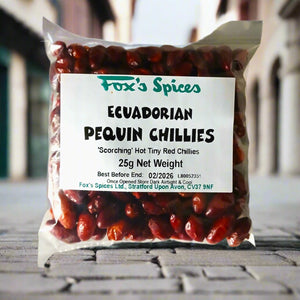 Fox's Spices
ECUADORIAN
PEQUIN CHILLIES
'Scorching' Hot Tiny Red Chillies
25g Net Weight
Best Before End: 02/2026 LB0052351
Once Opened Store Dark Airtight & Cool
Fox's Spices Ltd., Stratford Upon Avon, CV37 9NF